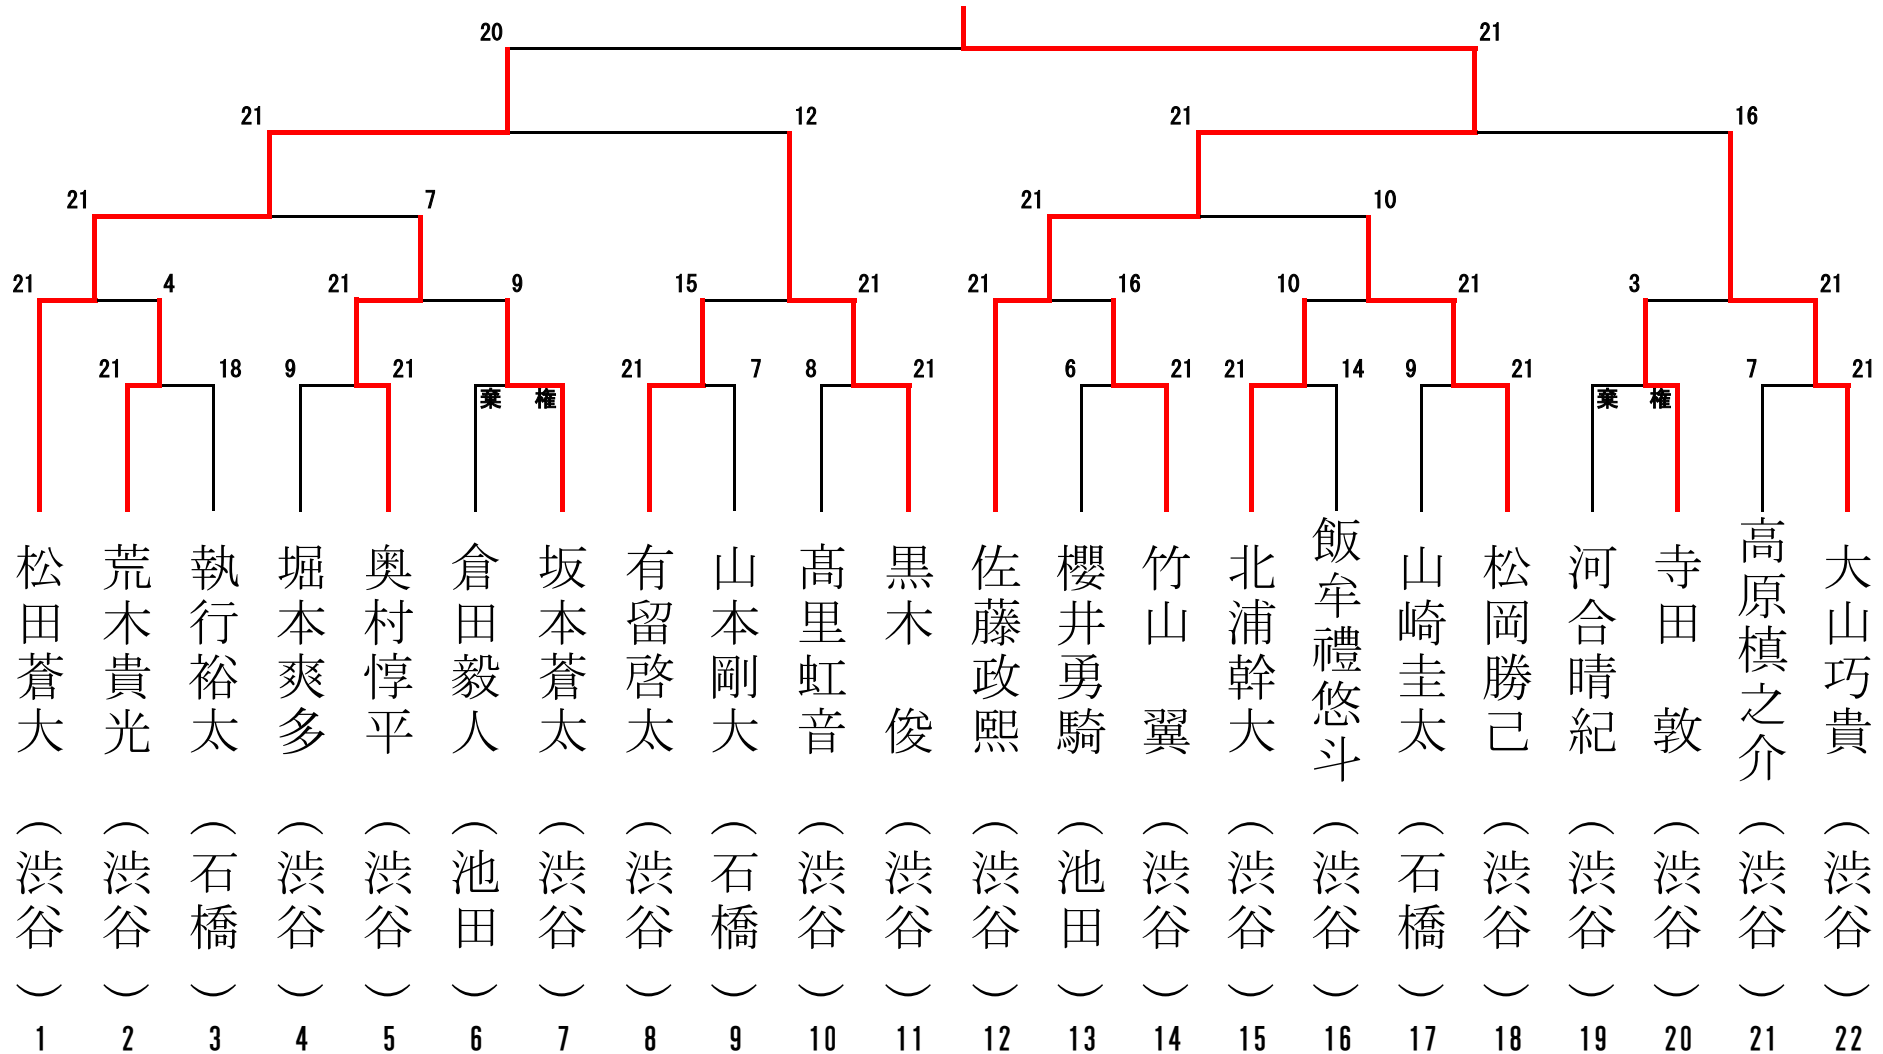 20 21
21 12 21 16
21 7 21 10
21 4 21 9 15 21 21 16 10 21 3 21
21 18 9 21 21 7 8 21 6 21 21 14 9 21 7 21
棄 権 棄 権
松田蒼大
荒木貴光
執行裕太
堀本爽多
奥村惇平
倉田毅人
坂本蒼太
有留啓太
山本剛大
髙里虹音
黒木 俊
佐藤政熙
櫻井勇騎
竹山 翼
北浦幹大
飯牟禮悠斗
山崎圭太
松岡勝己
河合晴紀
寺田 敦
高原槙之介
大山巧貴
(渋谷)
(渋谷)
(石橋)
(渋谷)
(渋谷)
(池田)
(渋谷)
(渋谷)
(石橋)
(渋谷)
(渋谷)
(渋谷)
(池田)
(渋谷)
(渋谷)
(渋谷)
(石橋)
(渋谷)
(渋谷)
(渋谷)
(渋谷)
(渋谷)
1 2 3 4 5 6 7 8 9 10 11 12 13 14 15 16 17 18 19 20 21 22